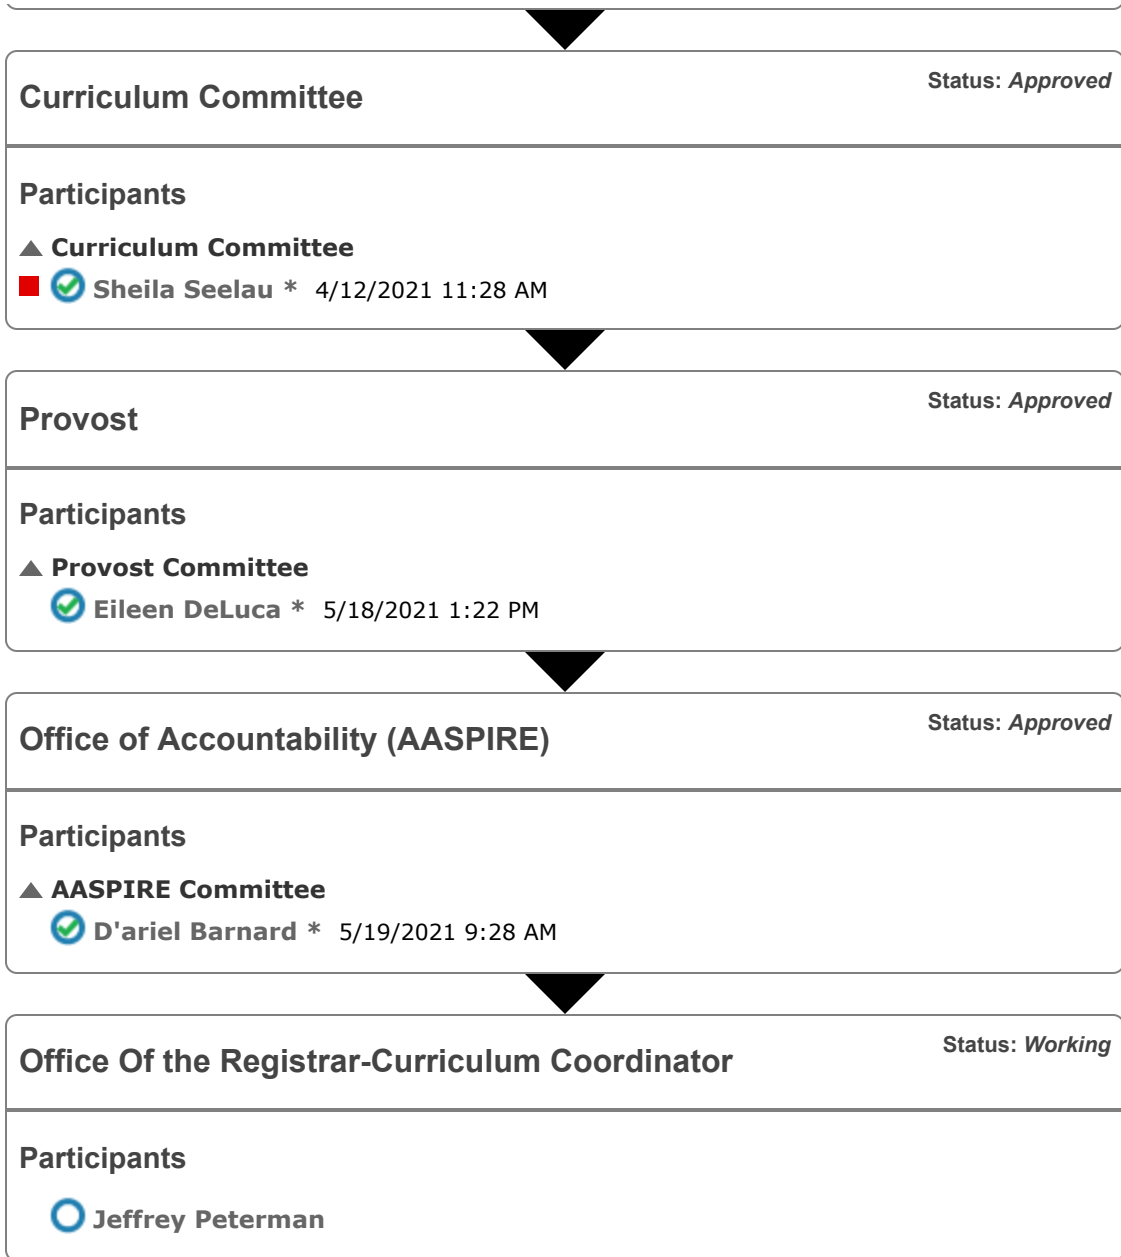 Curriculum Committee
Status: Approved
Participants
Curriculum Committee
Sheila Seelau * 4/12/2021 11:28 AM
Provost
Status: Approved
Participants
Provost Committee
Eileen DeLuca * 5/18/2021 1:22 PM
Office of Accountability (AASPIRE)
Status: Approved
Participants
AASPIRE Committee
D'ariel Barnard * 5/19/2021 9:28 AM
Office Of the Registrar-Curriculum Coordinator
Status: Working
Participants
Jeffrey Peterman